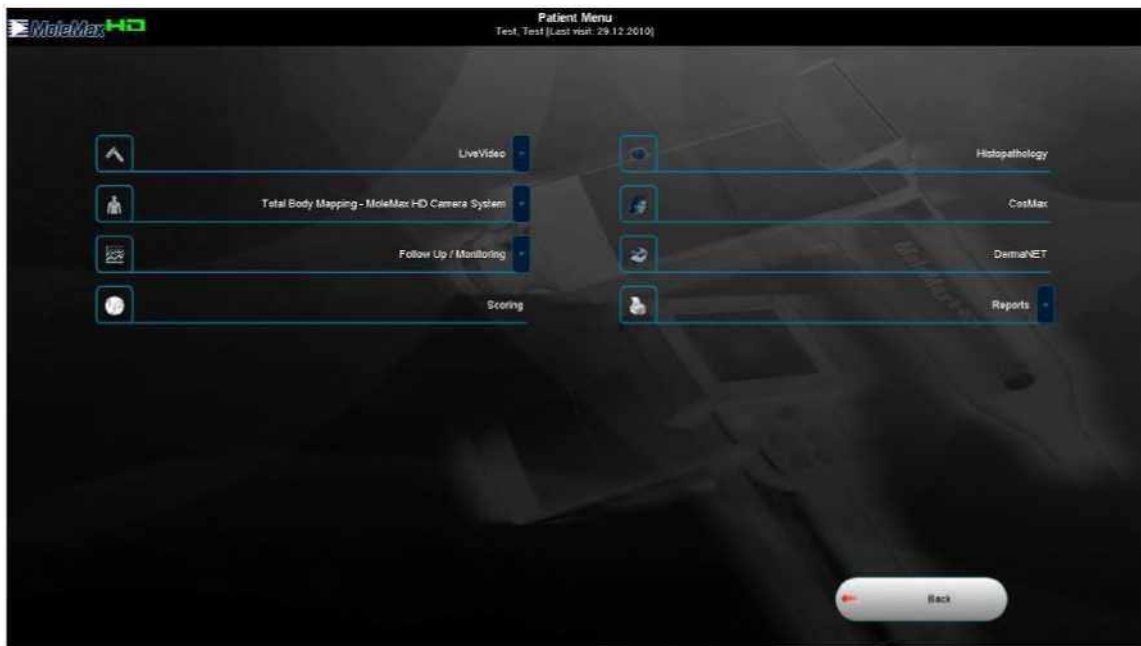 MoleMax HD
Patient Menu
Test, Test [Last visit: 29.12.2010]
LiveVideo
Total Body Mapping - MoleMax HD Camera System
Follow Up / Monitoring
Scoring
Histopathology
CosMax
DermaNET
Reports
Back